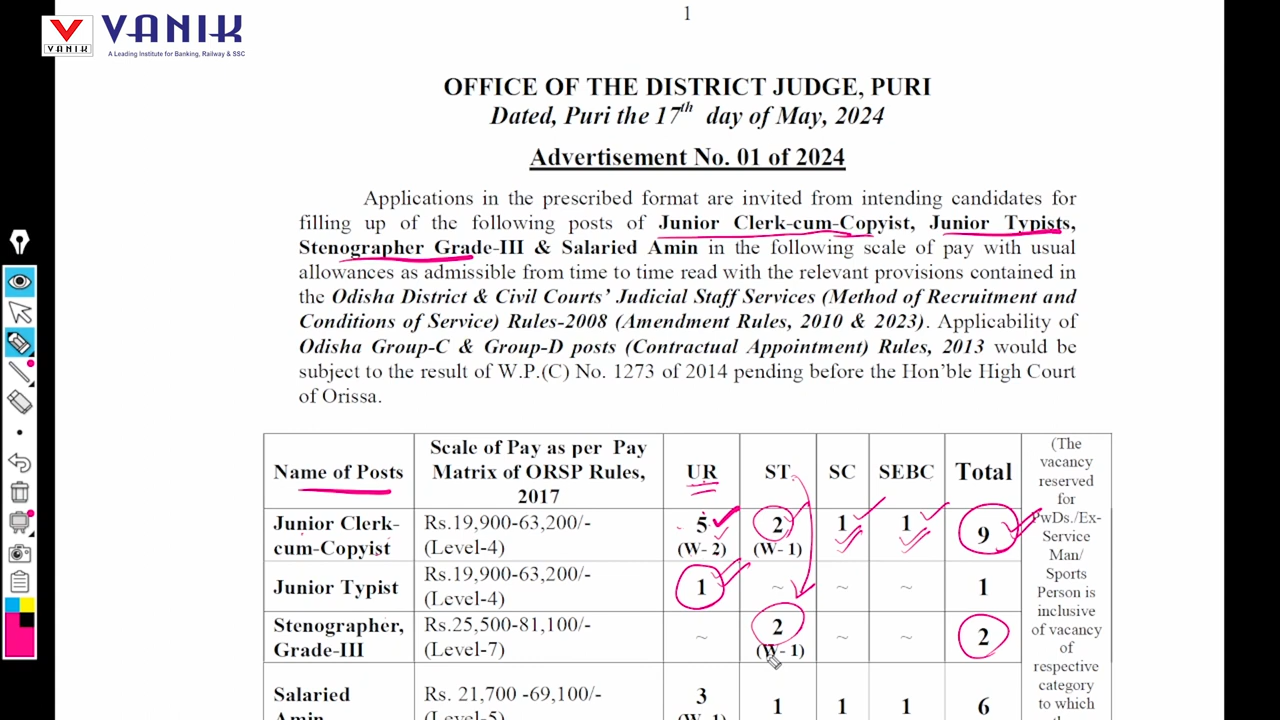 1
VANIK
VANIK
A Leading Institute for Banking, Railway & SSC
OFFICE OF THE DISTRICT JUDGE, PURI
Dated, Puri the 17th day of May, 2024
Advertisement No. 01 of 2024
Applications in the prescribed format are invited from intending candidates for
filling up of the following posts of Junior Clerk-cum-Copyist, Junior Typists,
Stenographer Grade-III & Salaried Amin in the following scale of pay with usual
allowances as admissible from time to time read with the relevant provisions contained in
the Odisha District & Civil Courts' Judicial Staff Services (Method of Recruitment and
Conditions of Service) Rules-2008 (Amendment Rules, 2010 & 2023). Applicability of
Odisha Group-C & Group-D posts (Contractual Appointment) Rules, 2013 would be
subject to the result of W.P.(C) No. 1273 of 2014 pending before the Hon'ble High Court
of Orissa.
Name of Posts
Scale of Pay as per Pay
Matrix of ORSP Rules,
2017
UR
ST
SC
SEBC
Total
(The
vacancy
reserved
for
PwDs./Ex-
Service
Man/
Sports
Person is
inclusive
of vacancy
of
respective
category
to which
Junior Clerk-
cum-Copyist
Rs.19,900-63,200/-
(Level-4)
5
(W- 2)
2
(W- 1)
1
1
9
Junior Typist
Rs.19,900-63,200/-
(Level-4)
1
~
~
~
1
Stenographer,
Grade-III
Rs.25,500-81,100/-
(Level-7)
~
2
(W- 1)
~
~
2
Salaried
Amin
Rs. 21,700 -69,100/-
(Level-5)
3
(W- 1)
1
1
1
6